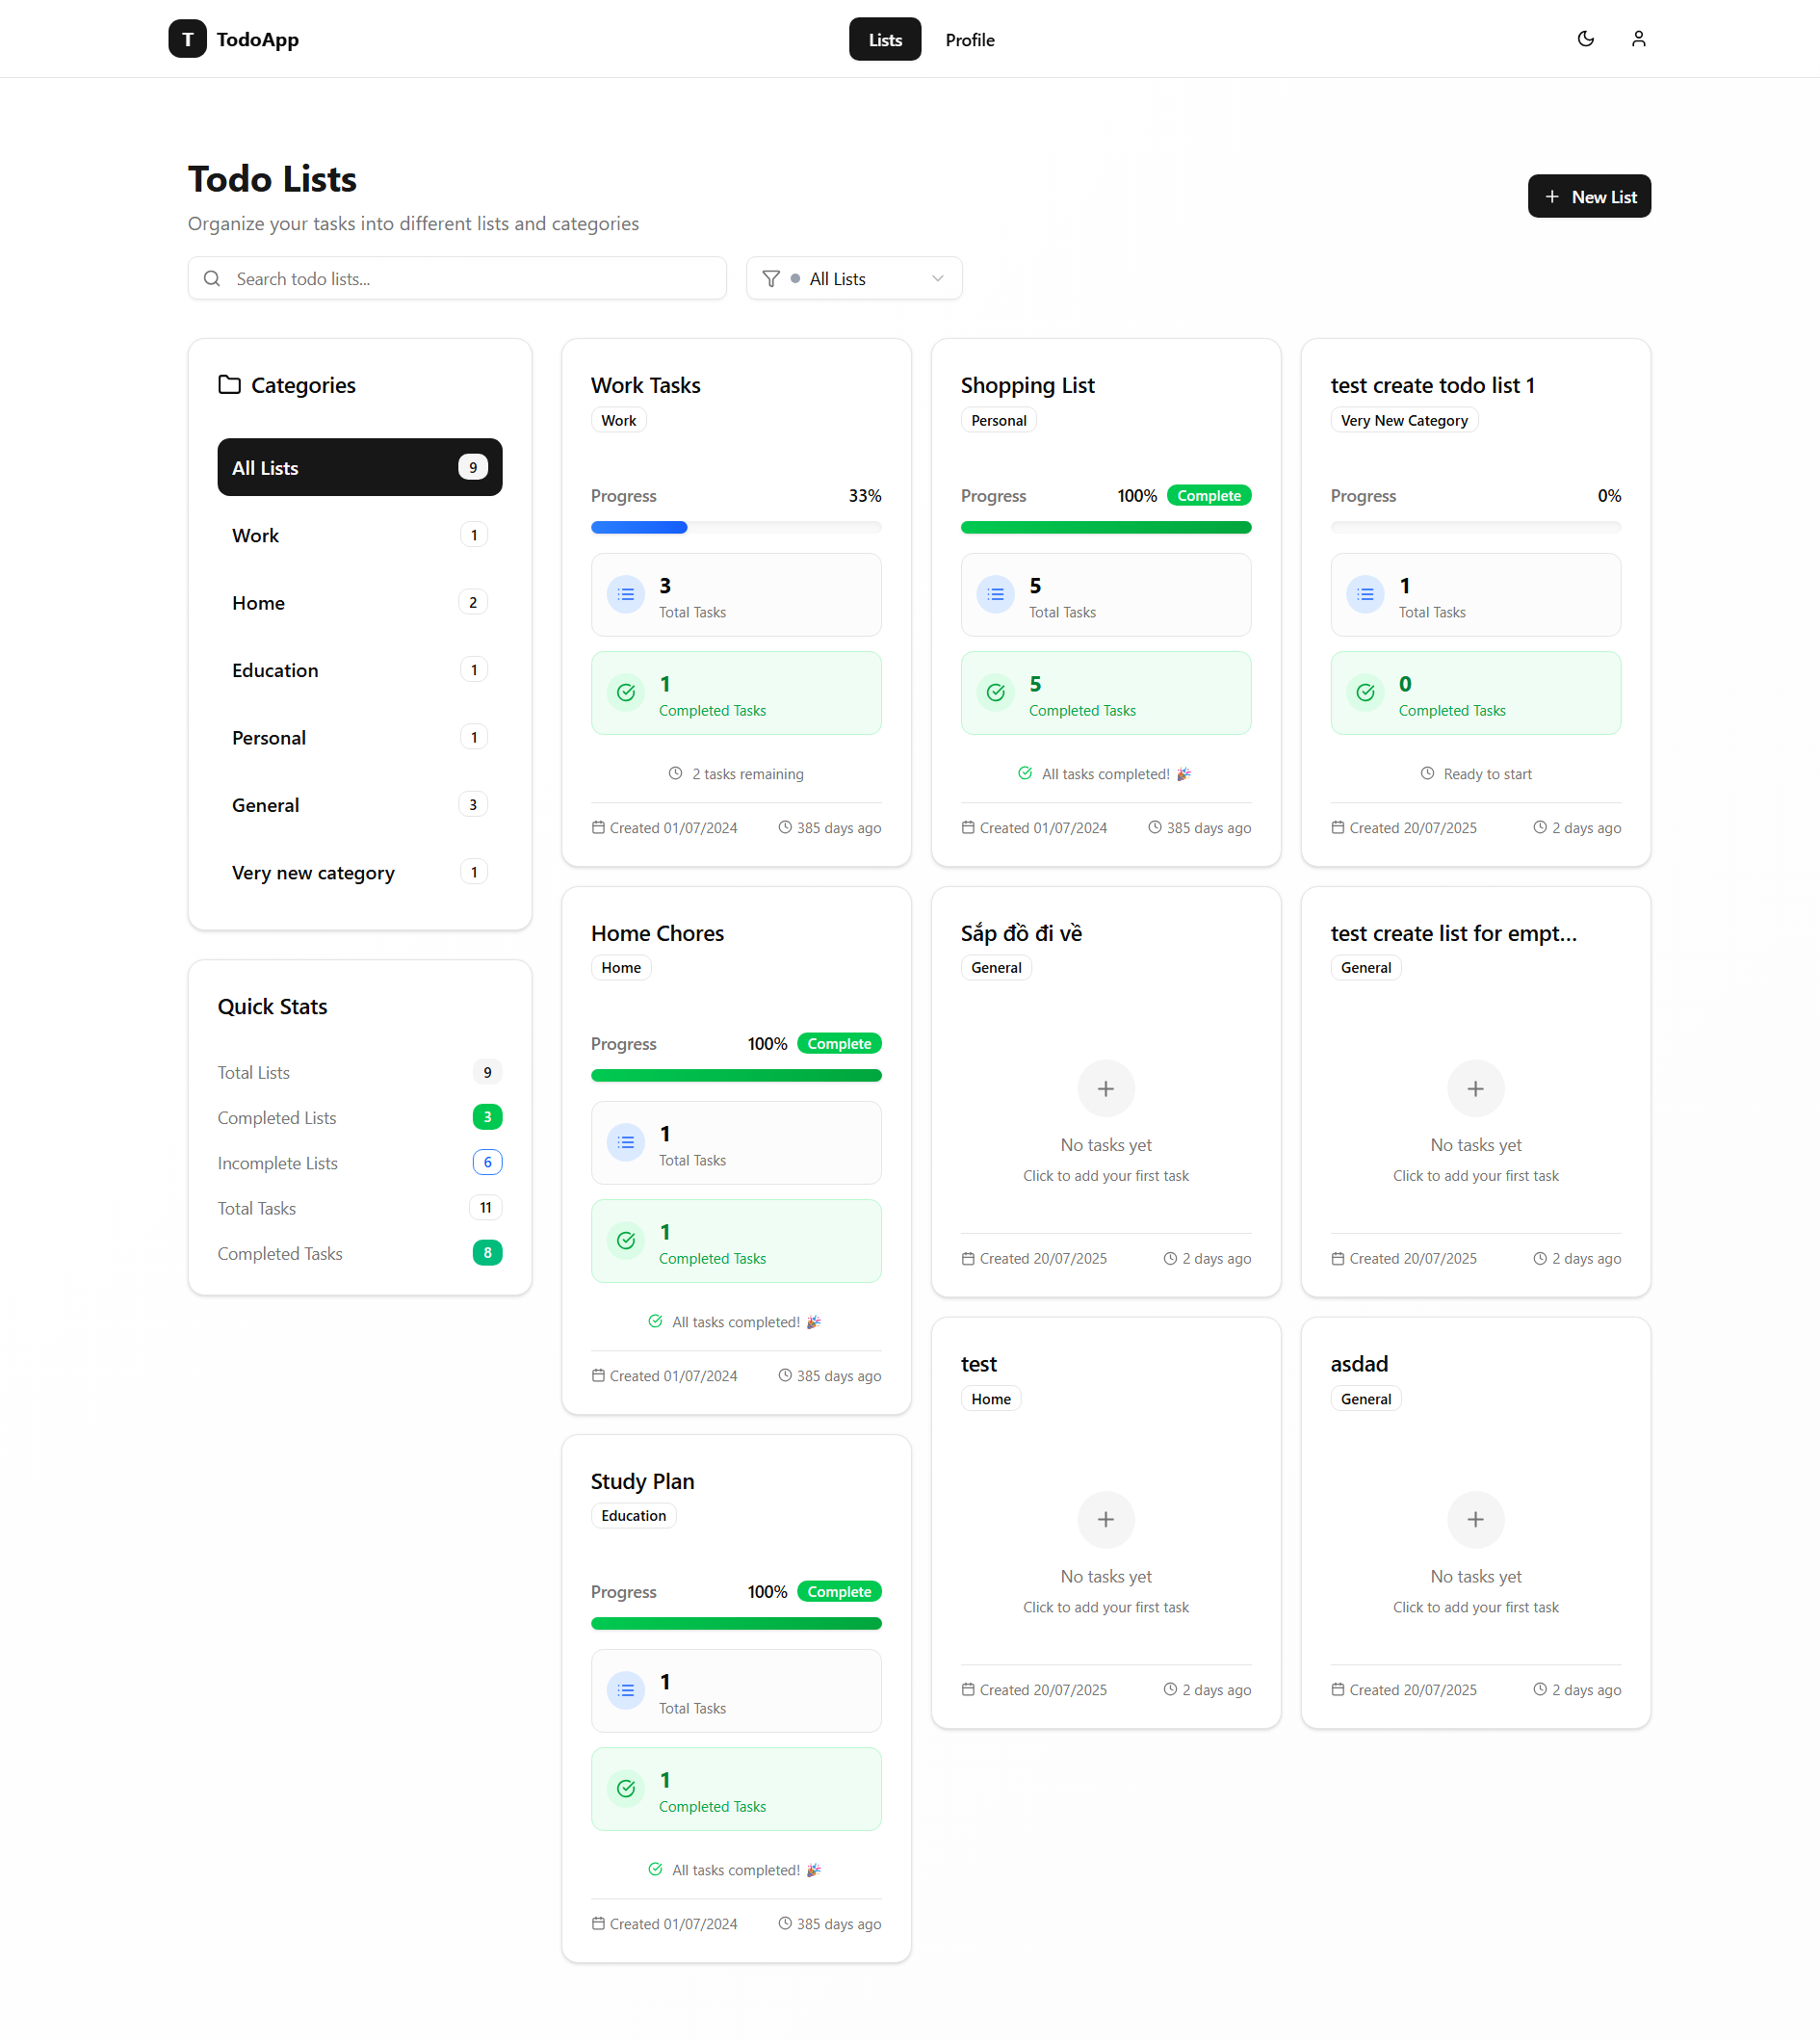 T TodoApp
Lists
Profile
Todo Lists
Organize your tasks into different lists and categories
New List
Search todo lists...
All Lists
Categories
All Lists 9
Work 1
Home 2
Education 1
Personal 1
General 3
Very new category 1
Quick Stats
Total Lists 9
Completed Lists 3
Incomplete Lists 6
Total Tasks 11
Completed Tasks 8
Work Tasks
Work
Progress 33%
3
Total Tasks
1
Completed Tasks
2 tasks remaining
Created 01/07/2024 385 days ago
Shopping List
Personal
Progress 100% Complete
5
Total Tasks
5
Completed Tasks
All tasks completed! 🎉
Created 01/07/2024 385 days ago
test create todo list 1
Very New Category
Progress 0%
1
Total Tasks
0
Completed Tasks
Ready to start
Created 20/07/2025 2 days ago
Home Chores
Home
Progress 100% Complete
1
Total Tasks
1
Completed Tasks
All tasks completed! 🎉
Created 01/07/2024 385 days ago
Sắp đồ đi về
General
No tasks yet
Click to add your first task
Created 20/07/2025 2 days ago
test create list for empt...
General
No tasks yet
Click to add your first task
Created 20/07/2025 2 days ago
Study Plan
Education
Progress 100% Complete
1
Total Tasks
1
Completed Tasks
All tasks completed! 🎉
Created 01/07/2024 385 days ago
test
Home
No tasks yet
Click to add your first task
Created 20/07/2025 2 days ago
asdad
General
No tasks yet
Click to add your first task
Created 20/07/2025 2 days ago